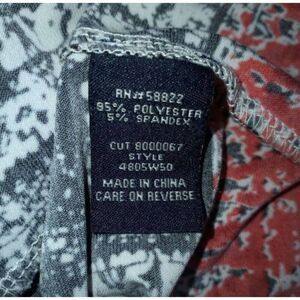 RN# 58822
95% POLYESTER
5% SPANDEX
CUT 8000067
STYLE
4805W50
MADE IN CHINA
CARE ON REVERSE